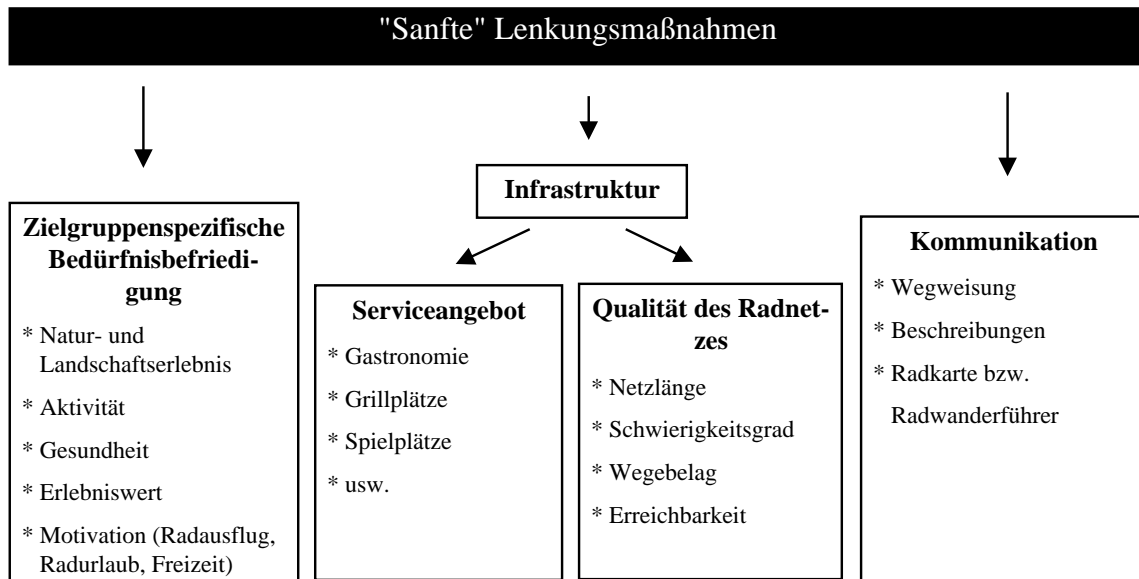 "Sanfte" Lenkungsmaßnahmen
Zielgruppenspezifische
Bedürfnisbefriedi-
gung
* Natur- und
Landschaftserlebnis
* Aktivität
* Gesundheit
* Erlebniswert
* Motivation (Radausflug,
Radurlaub, Freizeit)
Infrastruktur
Serviceangebot
* Gastronomie
* Grillplätze
* Spielplätze
* usw.
Qualität des Radnet-
zes
* Netzlänge
* Schwierigkeitsgrad
* Wegebelag
* Erreichbarkeit
Kommunikation
* Wegweisung
* Beschreibungen
* Radkarte bzw.
Radwanderführer